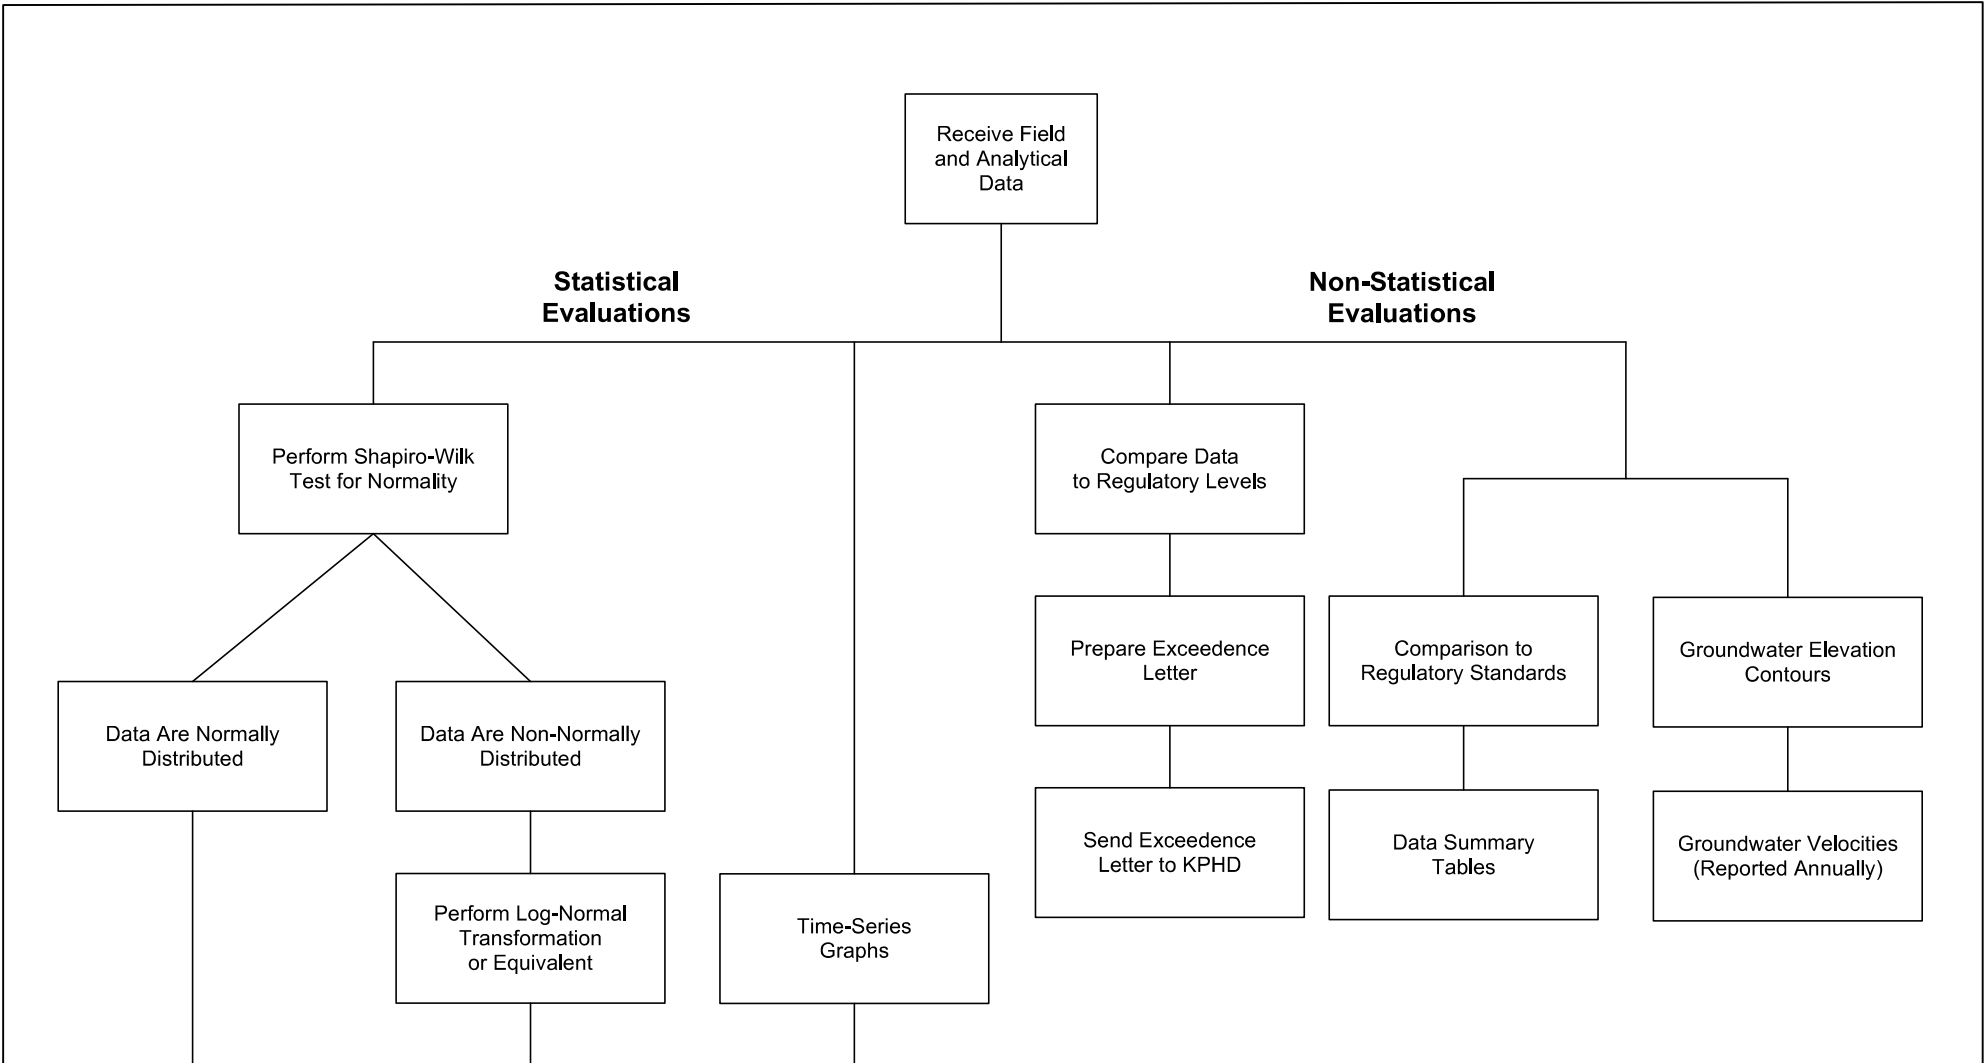 Receive Field
and Analytical
Data
Statistical
Evaluations
Non-Statistical
Evaluations
Perform Shapiro-Wilk
Test for Normality
Compare Data
to Regulatory Levels
Prepare Exceedence
Letter
Comparison to
Regulatory Standards
Groundwater Elevation
Contours
Data Are Normally
Distributed
Data Are Non-Normally
Distributed
Send Exceedence
Letter to KPHD
Data Summary
Tables
Groundwater Velocities
(Reported Annually)
Perform Log-Normal
Transformation
or Equivalent
Time-Series
Graphs